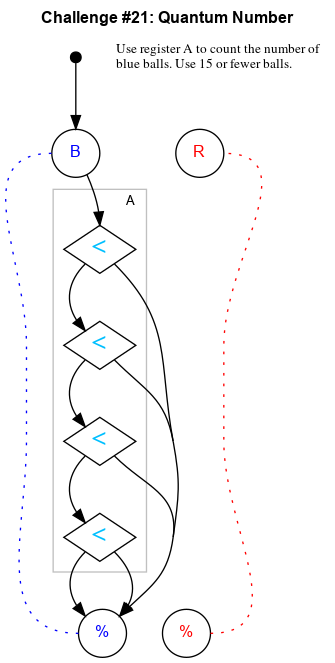 Challenge #21: Quantum Number
Use register A to count the number of
blue balls. Use 15 or fewer balls.
B
R
A
<
<
<
<
%
%